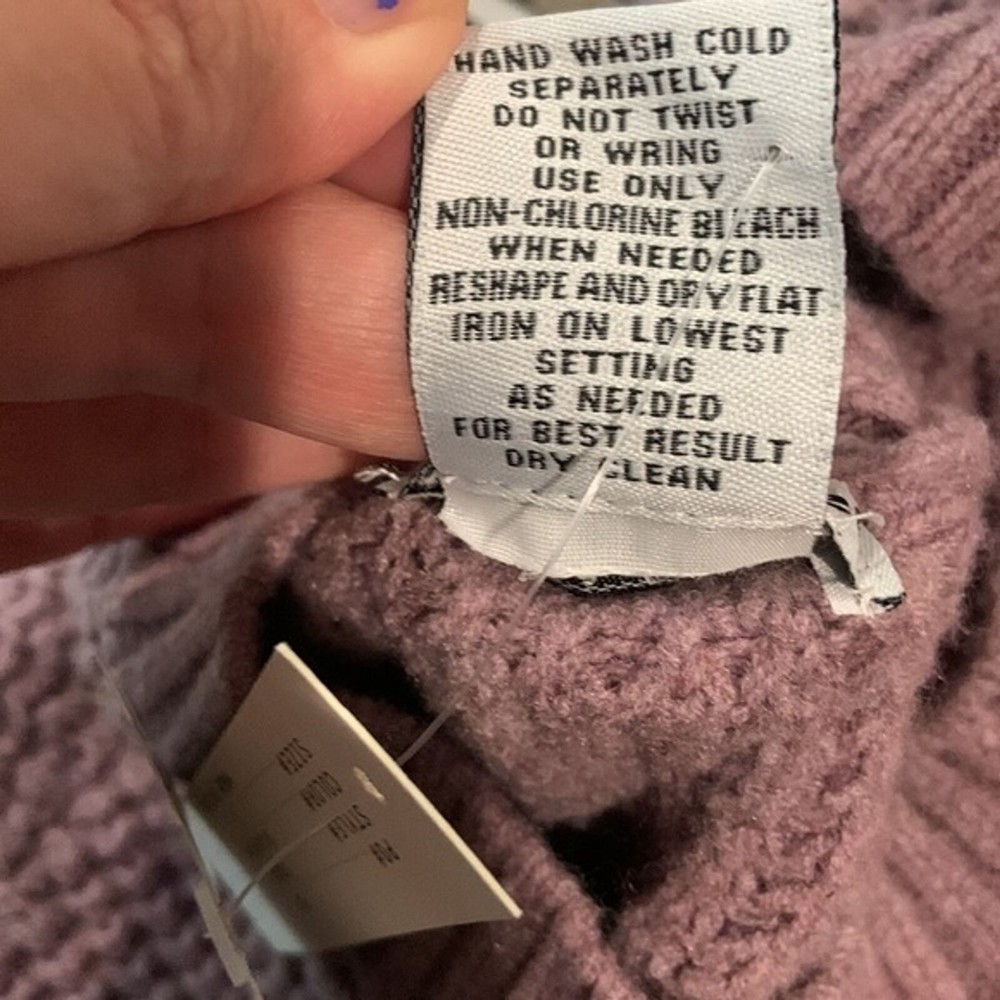 HAND WASH COLD
SEPARATELY
DO NOT TWIST
OR WRING
USE ONLY
NON-CHLORINE BLEACH
WHEN NEEDED
RESHAPE AND DRY FLAT
IRON ON LOWEST
SETTING
AS NEEDED
FOR BEST RESULT
DRY CLEAN
SIZE#
COLOR#
STYLE#
PO#